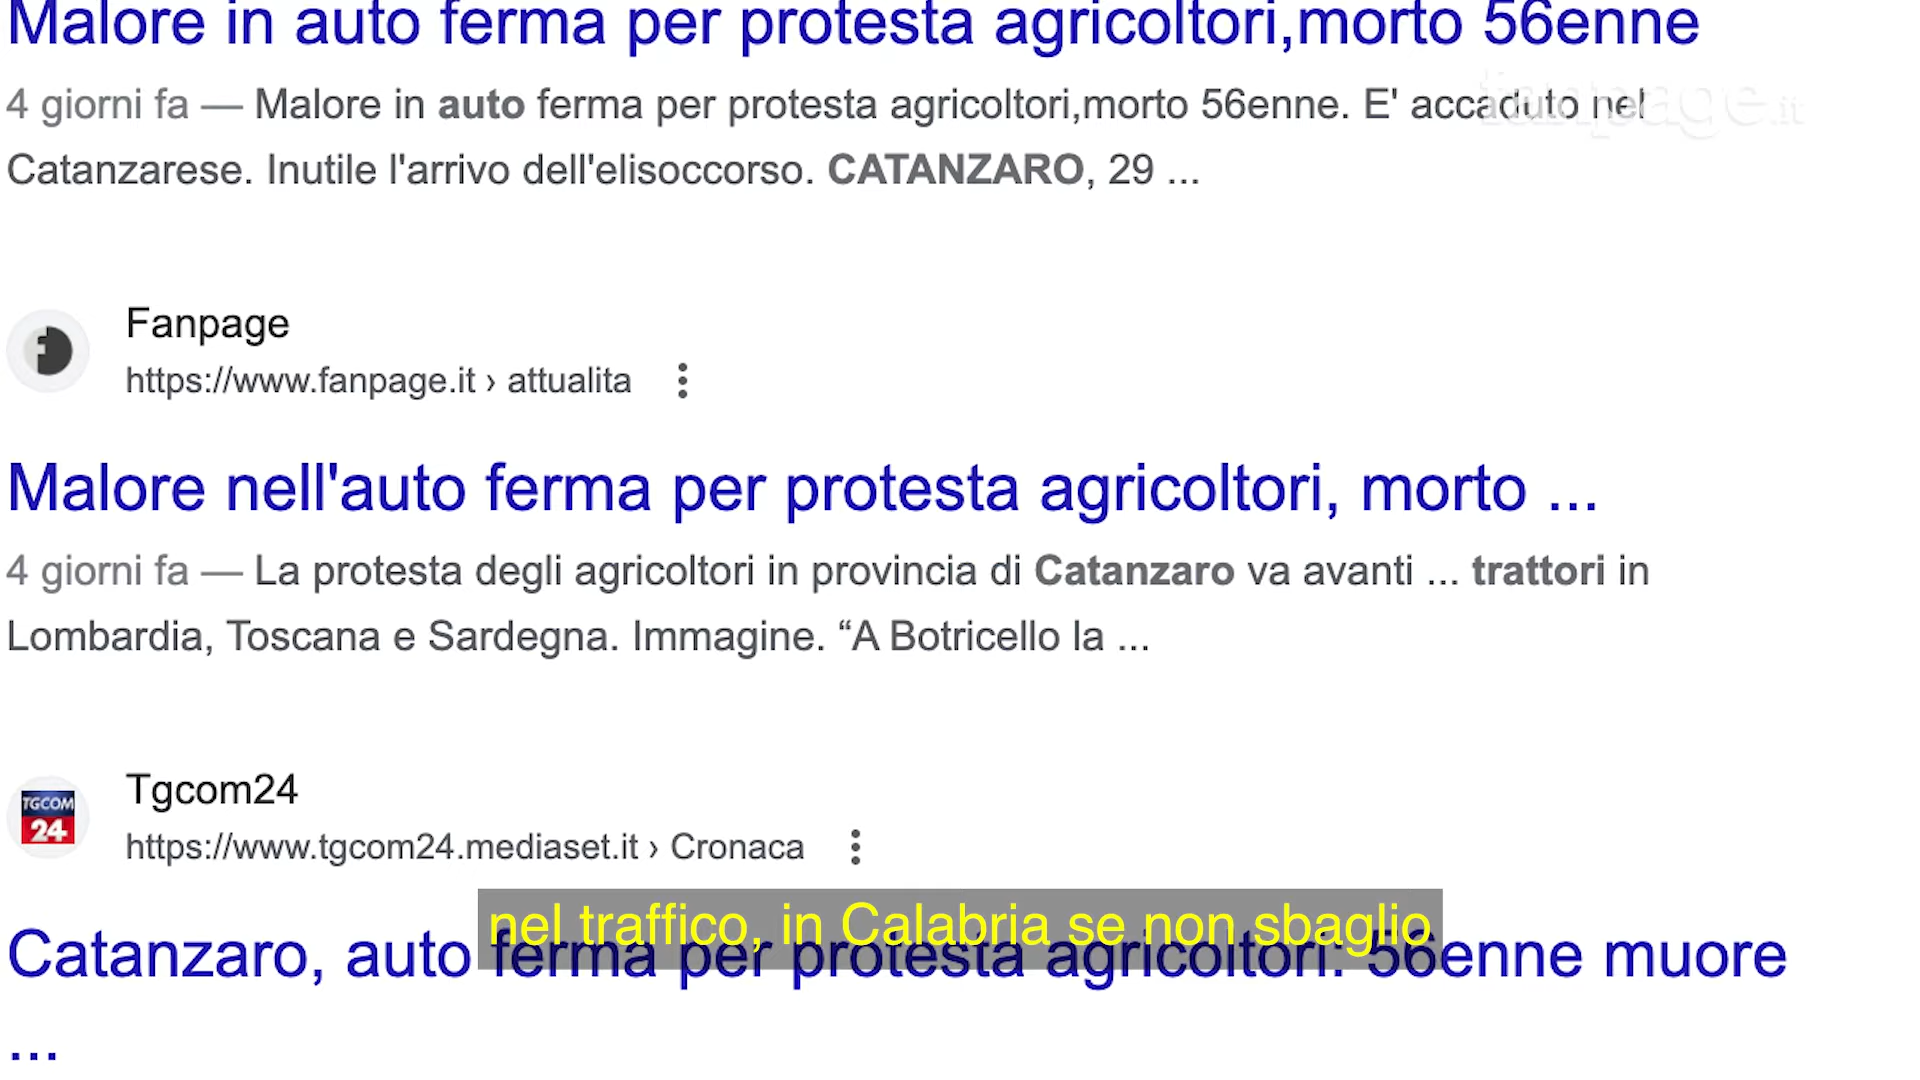 Malore in auto ferma per protesta agricoltori,morto 56enne
fanpage.it
4 giorni fa — Malore in auto ferma per protesta agricoltori,morto 56enne. E' accaduto nel
Catanzarese. Inutile l'arrivo dell'elisoccorso. CATANZARO, 29 ...
Fanpage
https://www.fanpage.it › attualita
Malore nell'auto ferma per protesta agricoltori, morto ...
4 giorni fa — La protesta degli agricoltori in provincia di Catanzaro va avanti ... trattori in
Lombardia, Toscana e Sardegna. Immagine. “A Botricello la ...
TGCOM
24
Tgcom24
https://www.tgcom24.mediaset.it › Cronaca
nel traffico, in Calabria se non sbaglio
Catanzaro, auto ferma per protesta agricoltori: 56enne muore
...